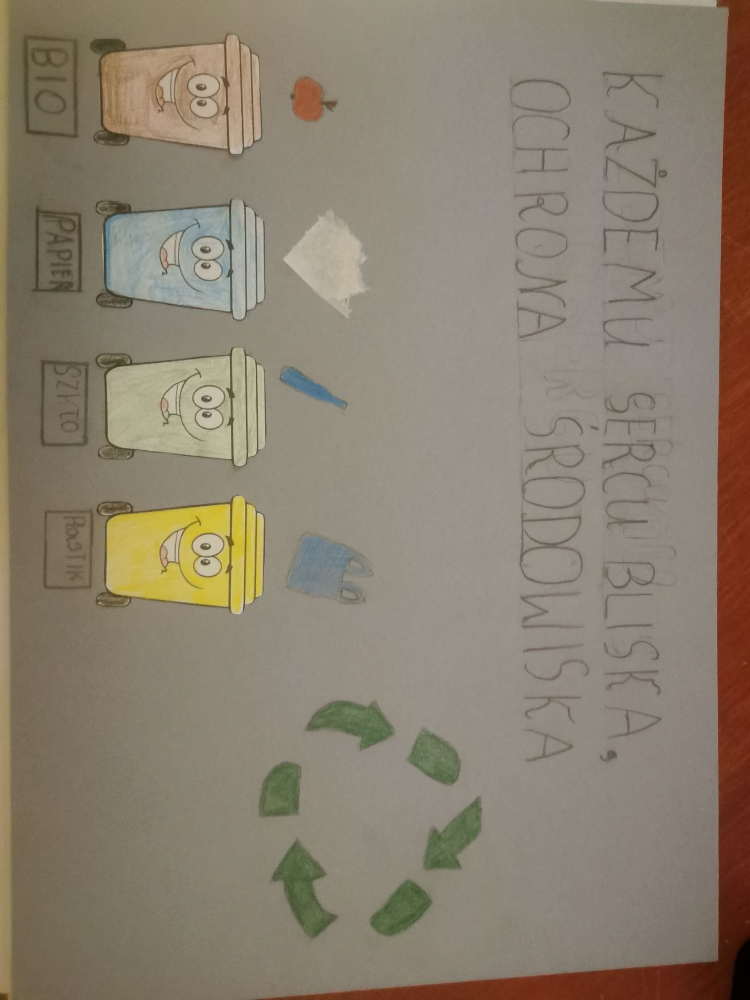 KAŻDEMU SERCU BLISKA,
OCHRONA ŚRODOWISKA
BIO
PAPIER
SZKŁO
PLASTIK